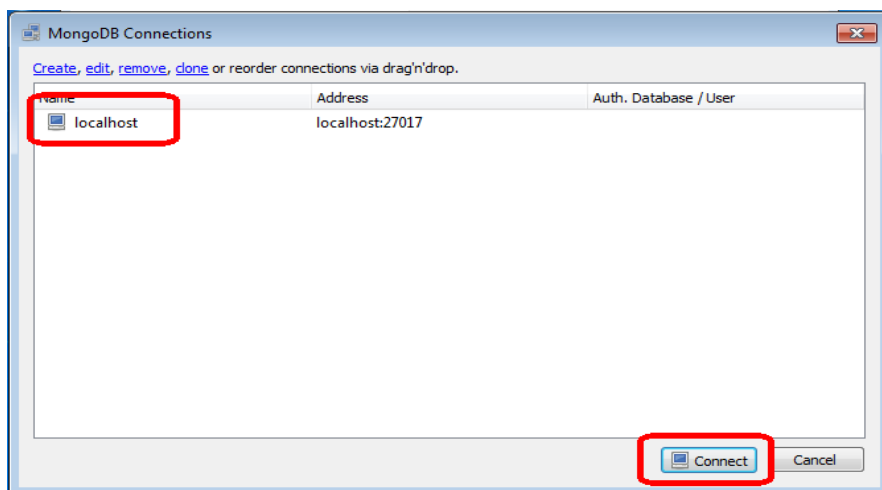 MongoDB Connections
Create, edit, remove, clone or reorder connections via drag'n'drop.
Name Address Auth. Database / User
localhost localhost:27017
Connect Cancel